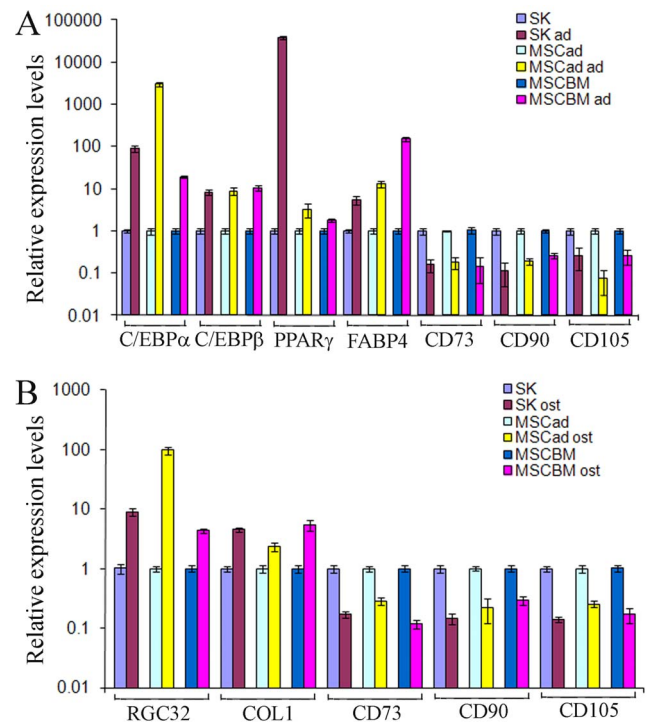 A
Relative expression levels
100000
10000
1000
100
10
1
0.1
0.01
SK
SK ad
MSCad
MSCad ad
MSCBM
MSCBM ad
C/EBPα C/EBPβ PPARγ FABP4 CD73 CD90 CD105
B
Relative expression levels
1000
100
10
1
0.1
0.01
SK
SK ost
MSCad
MSCad ost
MSCBM
MSCBM ost
RGC32 COL1 CD73 CD90 CD105